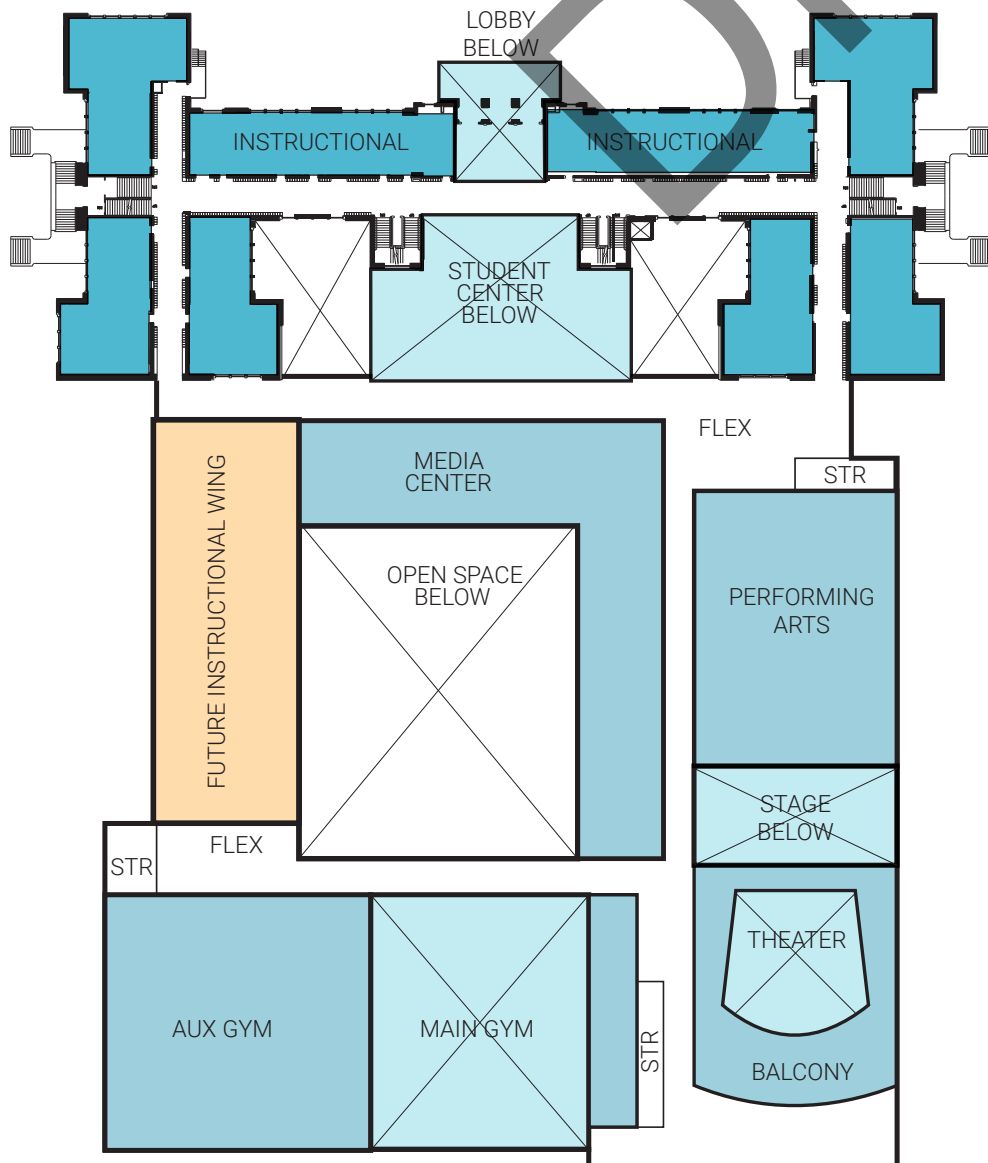 LOBBY
BELOW
INSTRUCTIONAL
INSTRUCTIONAL
STUDENT
CENTER
BELOW
FLEX
MEDIA
CENTER
STR
FUTURE INSTRUCTIONAL WING
OPEN SPACE
BELOW
PERFORMING
ARTS
STAGE
BELOW
FLEX
STR
THEATER
AUX GYM
MAIN GYM
STR
BALCONY